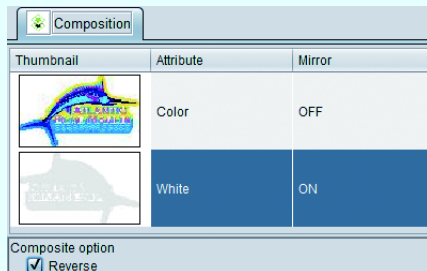 Composition
Thumbnail Attribute Mirror
Color OFF
White ON
Composite option
Reverse